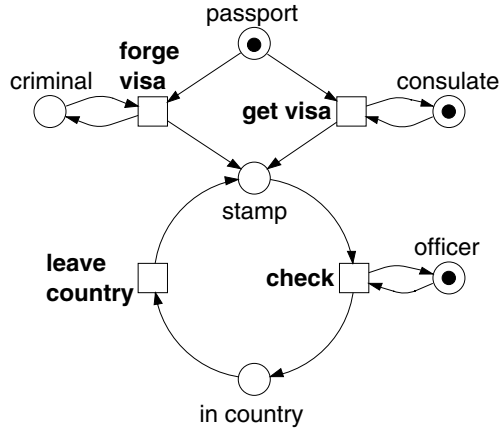 passport
forge
visa
criminal
get visa
consulate
stamp
officer
leave
country
check
in country